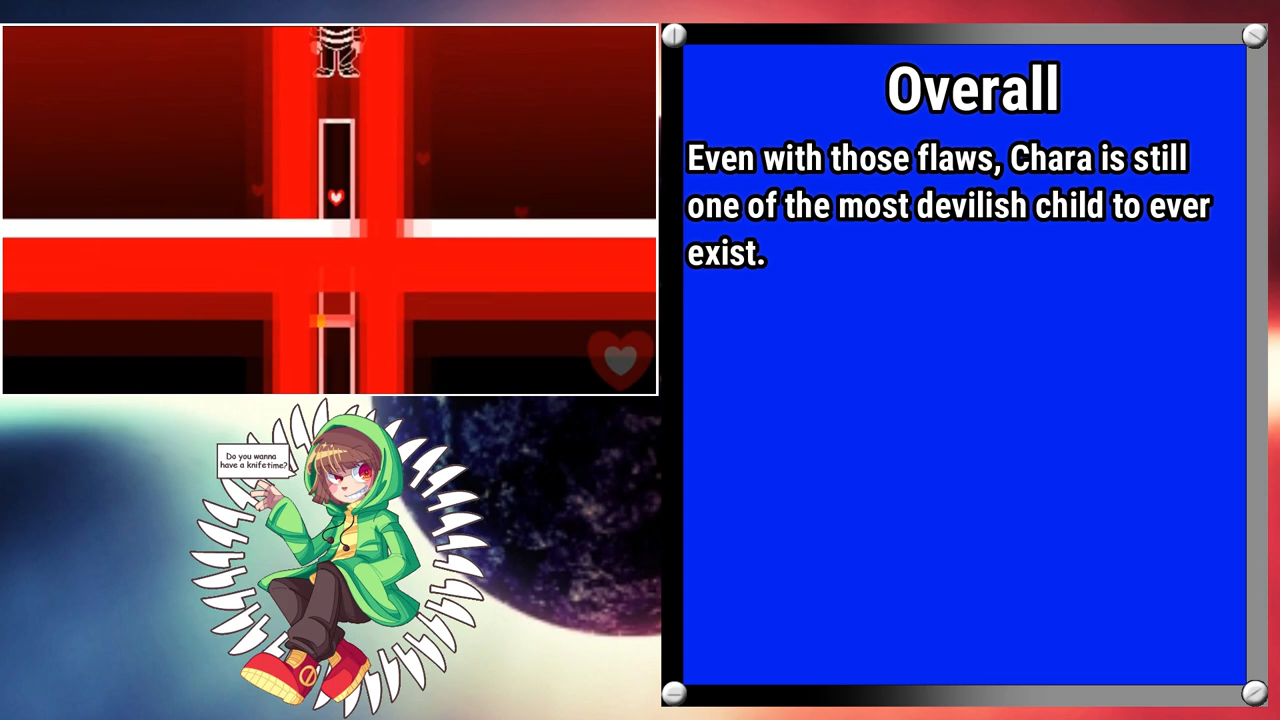 Overall
Even with those flaws, Chara is still
one of the most devilish child to ever
exist.
Do you wanna
have a knifetime?